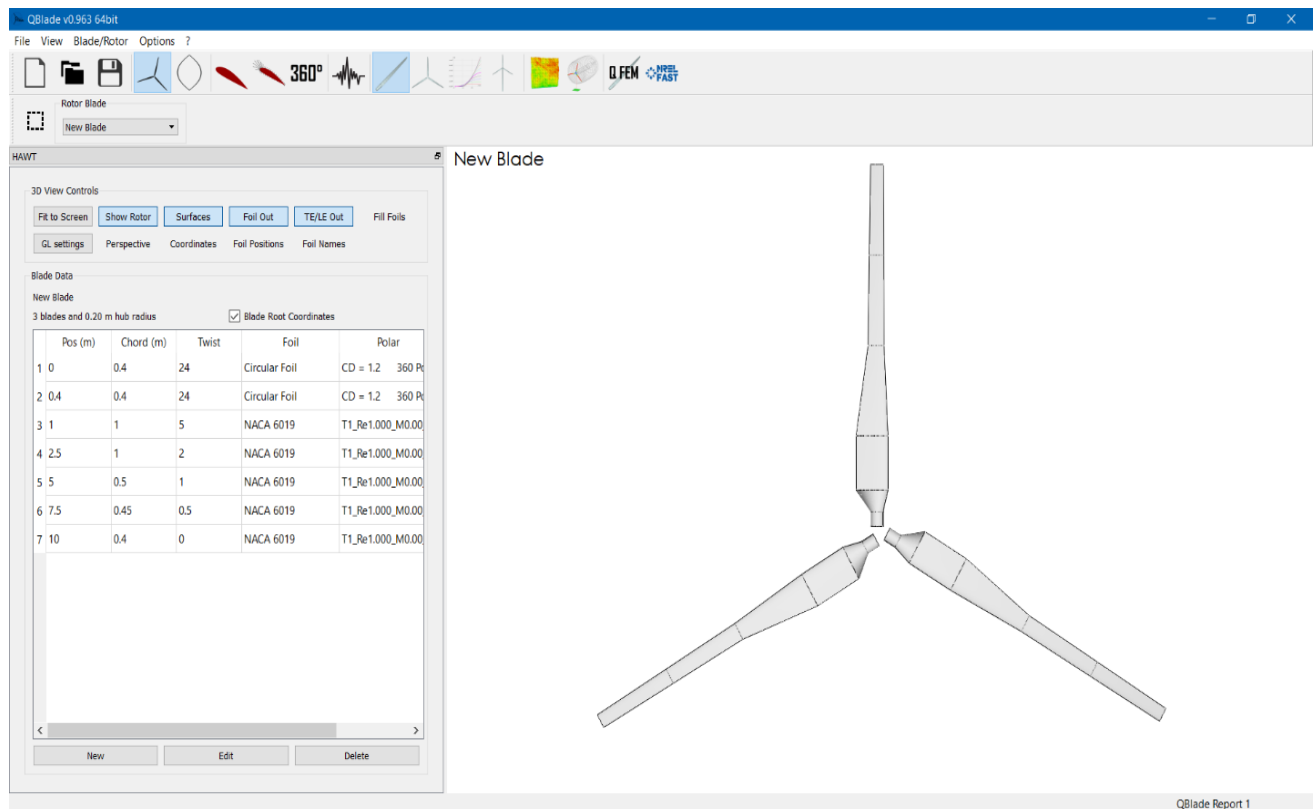 QBlade v0.963 64bit
File View Blade/Rotor Options ?
360° Q FEM NREL FAST
Rotor Blade
New Blade
HAWT
New Blade
3D View Controls
Fit to Screen Show Rotor Surfaces Foil Out TE/LE Out Fill Foils
GL settings Perspective Coordinates Foil Positions Foil Names
Blade Data
New Blade
3 blades and 0.20 m hub radius Blade Root Coordinates
Pos (m) Chord (m) Twist Foil Polar
1 0 0.4 24 Circular Foil CD = 1.2 360 Po
2 0.4 0.4 24 Circular Foil CD = 1.2 360 Po
3 1 1 5 NACA 6019 T1_Re1.000_M0.00_
4 2.5 1 2 NACA 6019 T1_Re1.000_M0.00_
5 5 0.5 1 NACA 6019 T1_Re1.000_M0.00_
6 7.5 0.45 0.5 NACA 6019 T1_Re1.000_M0.00_
7 10 0.4 0 NACA 6019 T1_Re1.000_M0.00_
New Edit Delete
QBlade Report 1